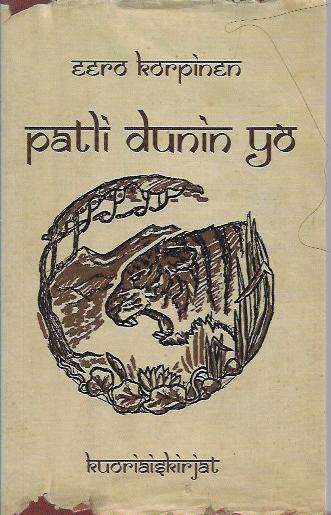 eero korpinen
patli dunin yö
kuoriaiskirjat